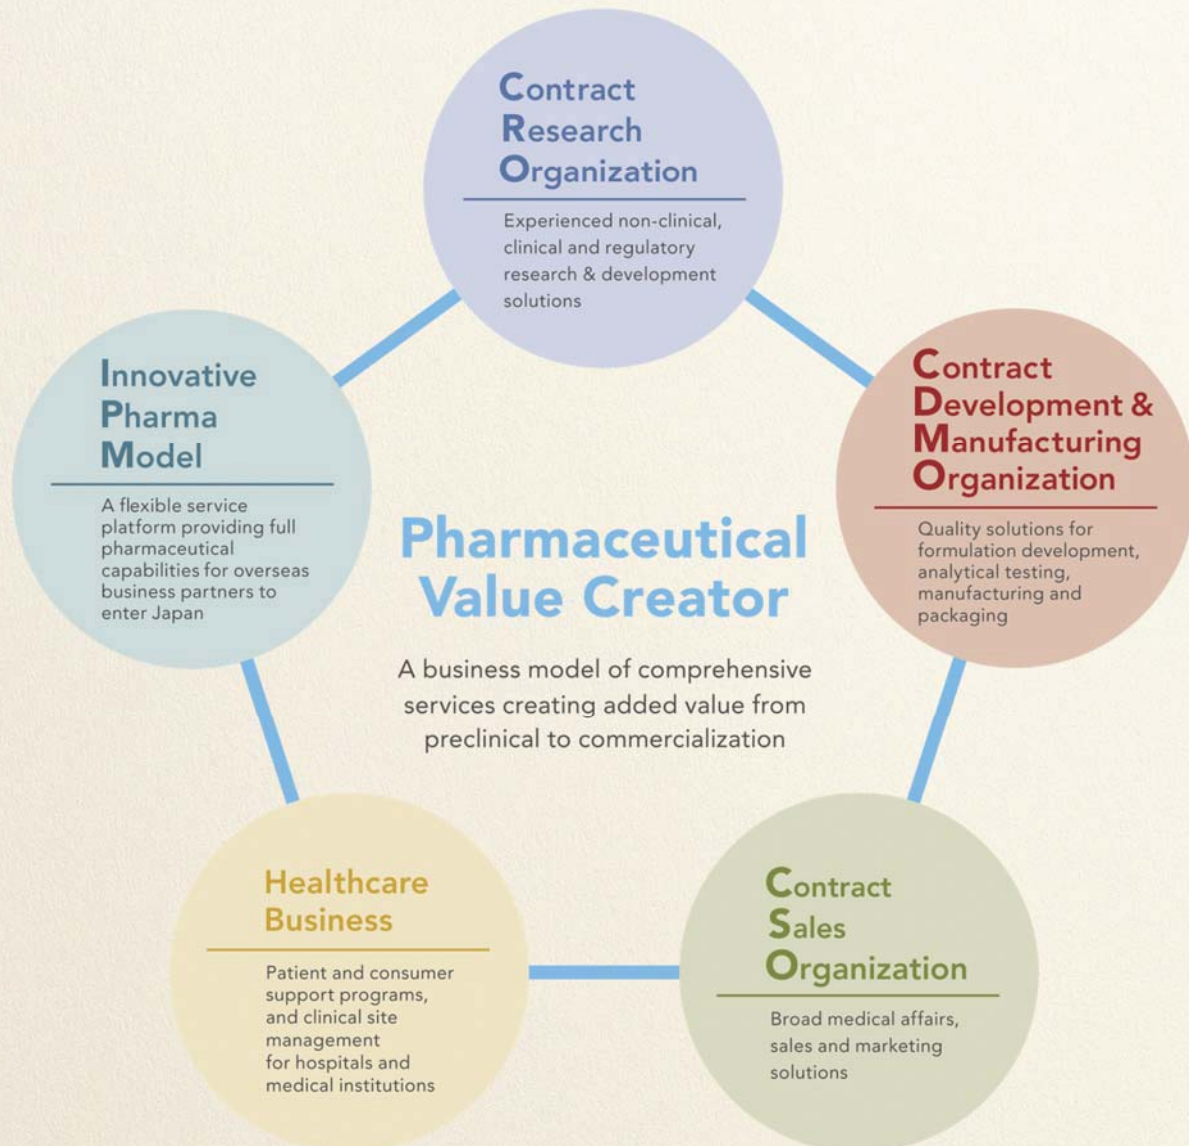 Contract
Research
Organization
Experienced non-clinical,
clinical and regulatory
research & development
solutions
Innovative
Pharma
Model
A flexible service
platform providing full
pharmaceutical
capabilities for overseas
business partners to
enter Japan
Contract
Development &
Manufacturing
Organization
Quality solutions for
formulation development,
analytical testing,
manufacturing and
packaging
Pharmaceutical
Value Creator
A business model of comprehensive
services creating added value from
preclinical to commercialization
Healthcare
Business
Patient and consumer
support programs,
and clinical site
management
for hospitals and
medical institutions
Contract
Sales
Organization
Broad medical affairs,
sales and marketing
solutions